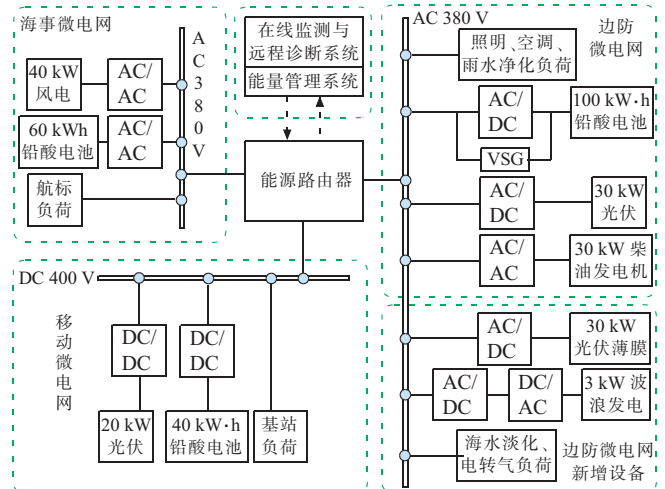 海事微电网
AC380V
40 kW
风电
AC/
AC
60 kWh
铅酸电池
AC/
AC
航标
负荷
在线监测与
远程诊断系统
能量管理系统
能源路由器
AC 380 V
边防
微电网
照明、空调、
雨水净化负荷
AC/
DC
100 kW·h
铅酸电池
VSG
AC/
DC
30 kW
光伏
AC/
AC
30 kW 柴
油发电机
DC 400 V
移动微电网
DC/
DC
DC/
DC
20 kW
光伏
40 kW·h
铅酸电池
基站
负荷
AC/
DC
30 kW
光伏薄膜
AC/
DC
DC/
AC
3 kW 波
浪发电
海水淡化、
电转气负荷
边防微电网
新增设备